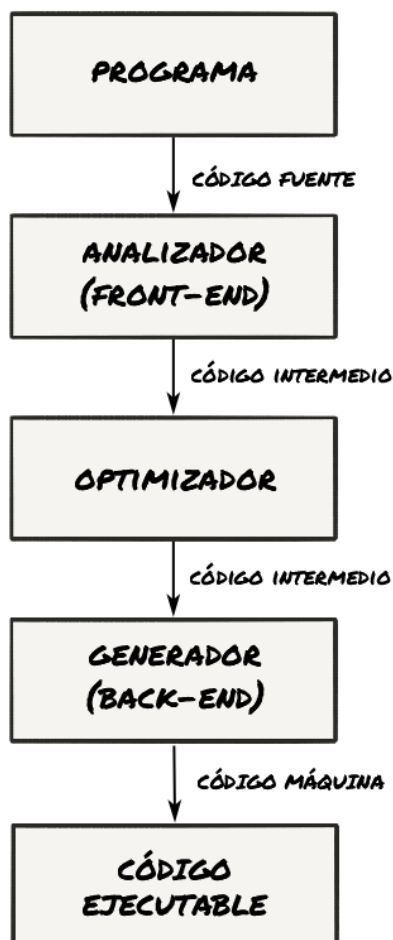 PROGRAMA
CÓDIGO FUENTE
ANALIZADOR
(FRONT-END)
CÓDIGO INTERMEDIO
OPTIMIZADOR
CÓDIGO INTERMEDIO
GENERADOR
(BACK-END)
CÓDIGO MÁQUINA
CÓDIGO
EJECUTABLE